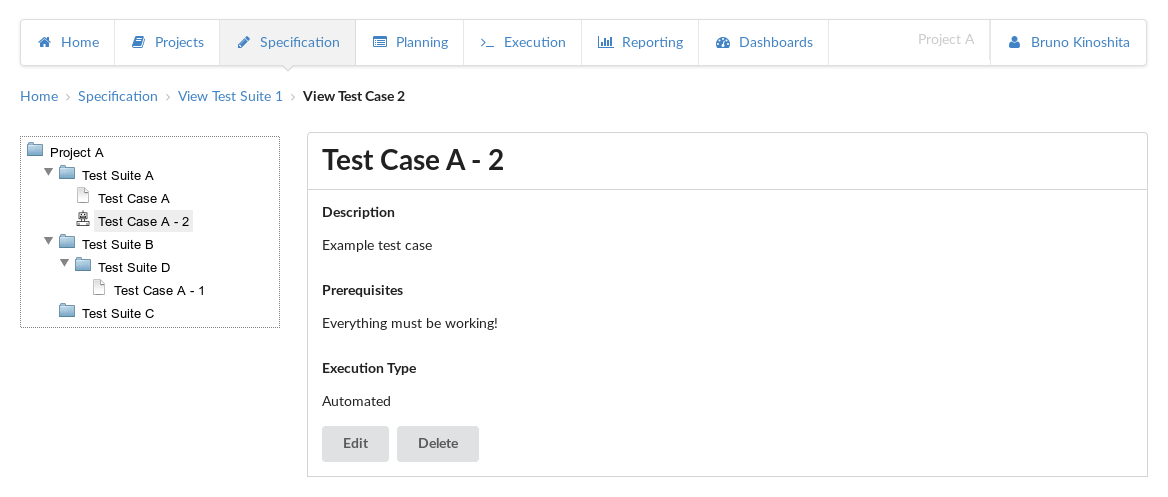 Home Projects Specification Planning Execution Reporting Dashboards Project A Bruno Kinoshita
Home Specification View Test Suite 1 View Test Case 2
Project A
Test Suite A
Test Case A
Test Case A - 2
Test Suite B
Test Suite D
Test Case A - 1
Test Suite C
Test Case A - 2
Description
Example test case
Prerequisites
Everything must be working!
Execution Type
Automated
Edit Delete